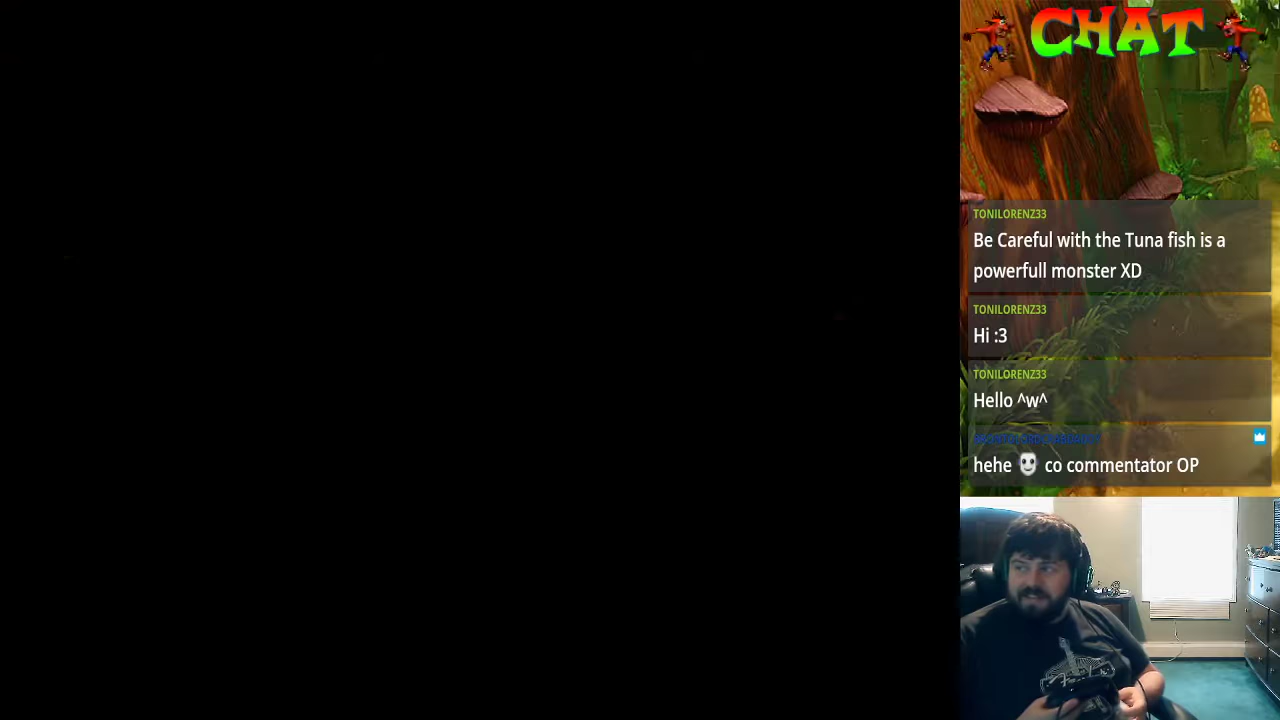 CHAT
TONILORENZ33
Be Careful with the Tuna fish is a
powerfull monster XD
TONILORENZ33
Hi :3
TONILORENZ33
Hello ^w^
hehe co commentator OP